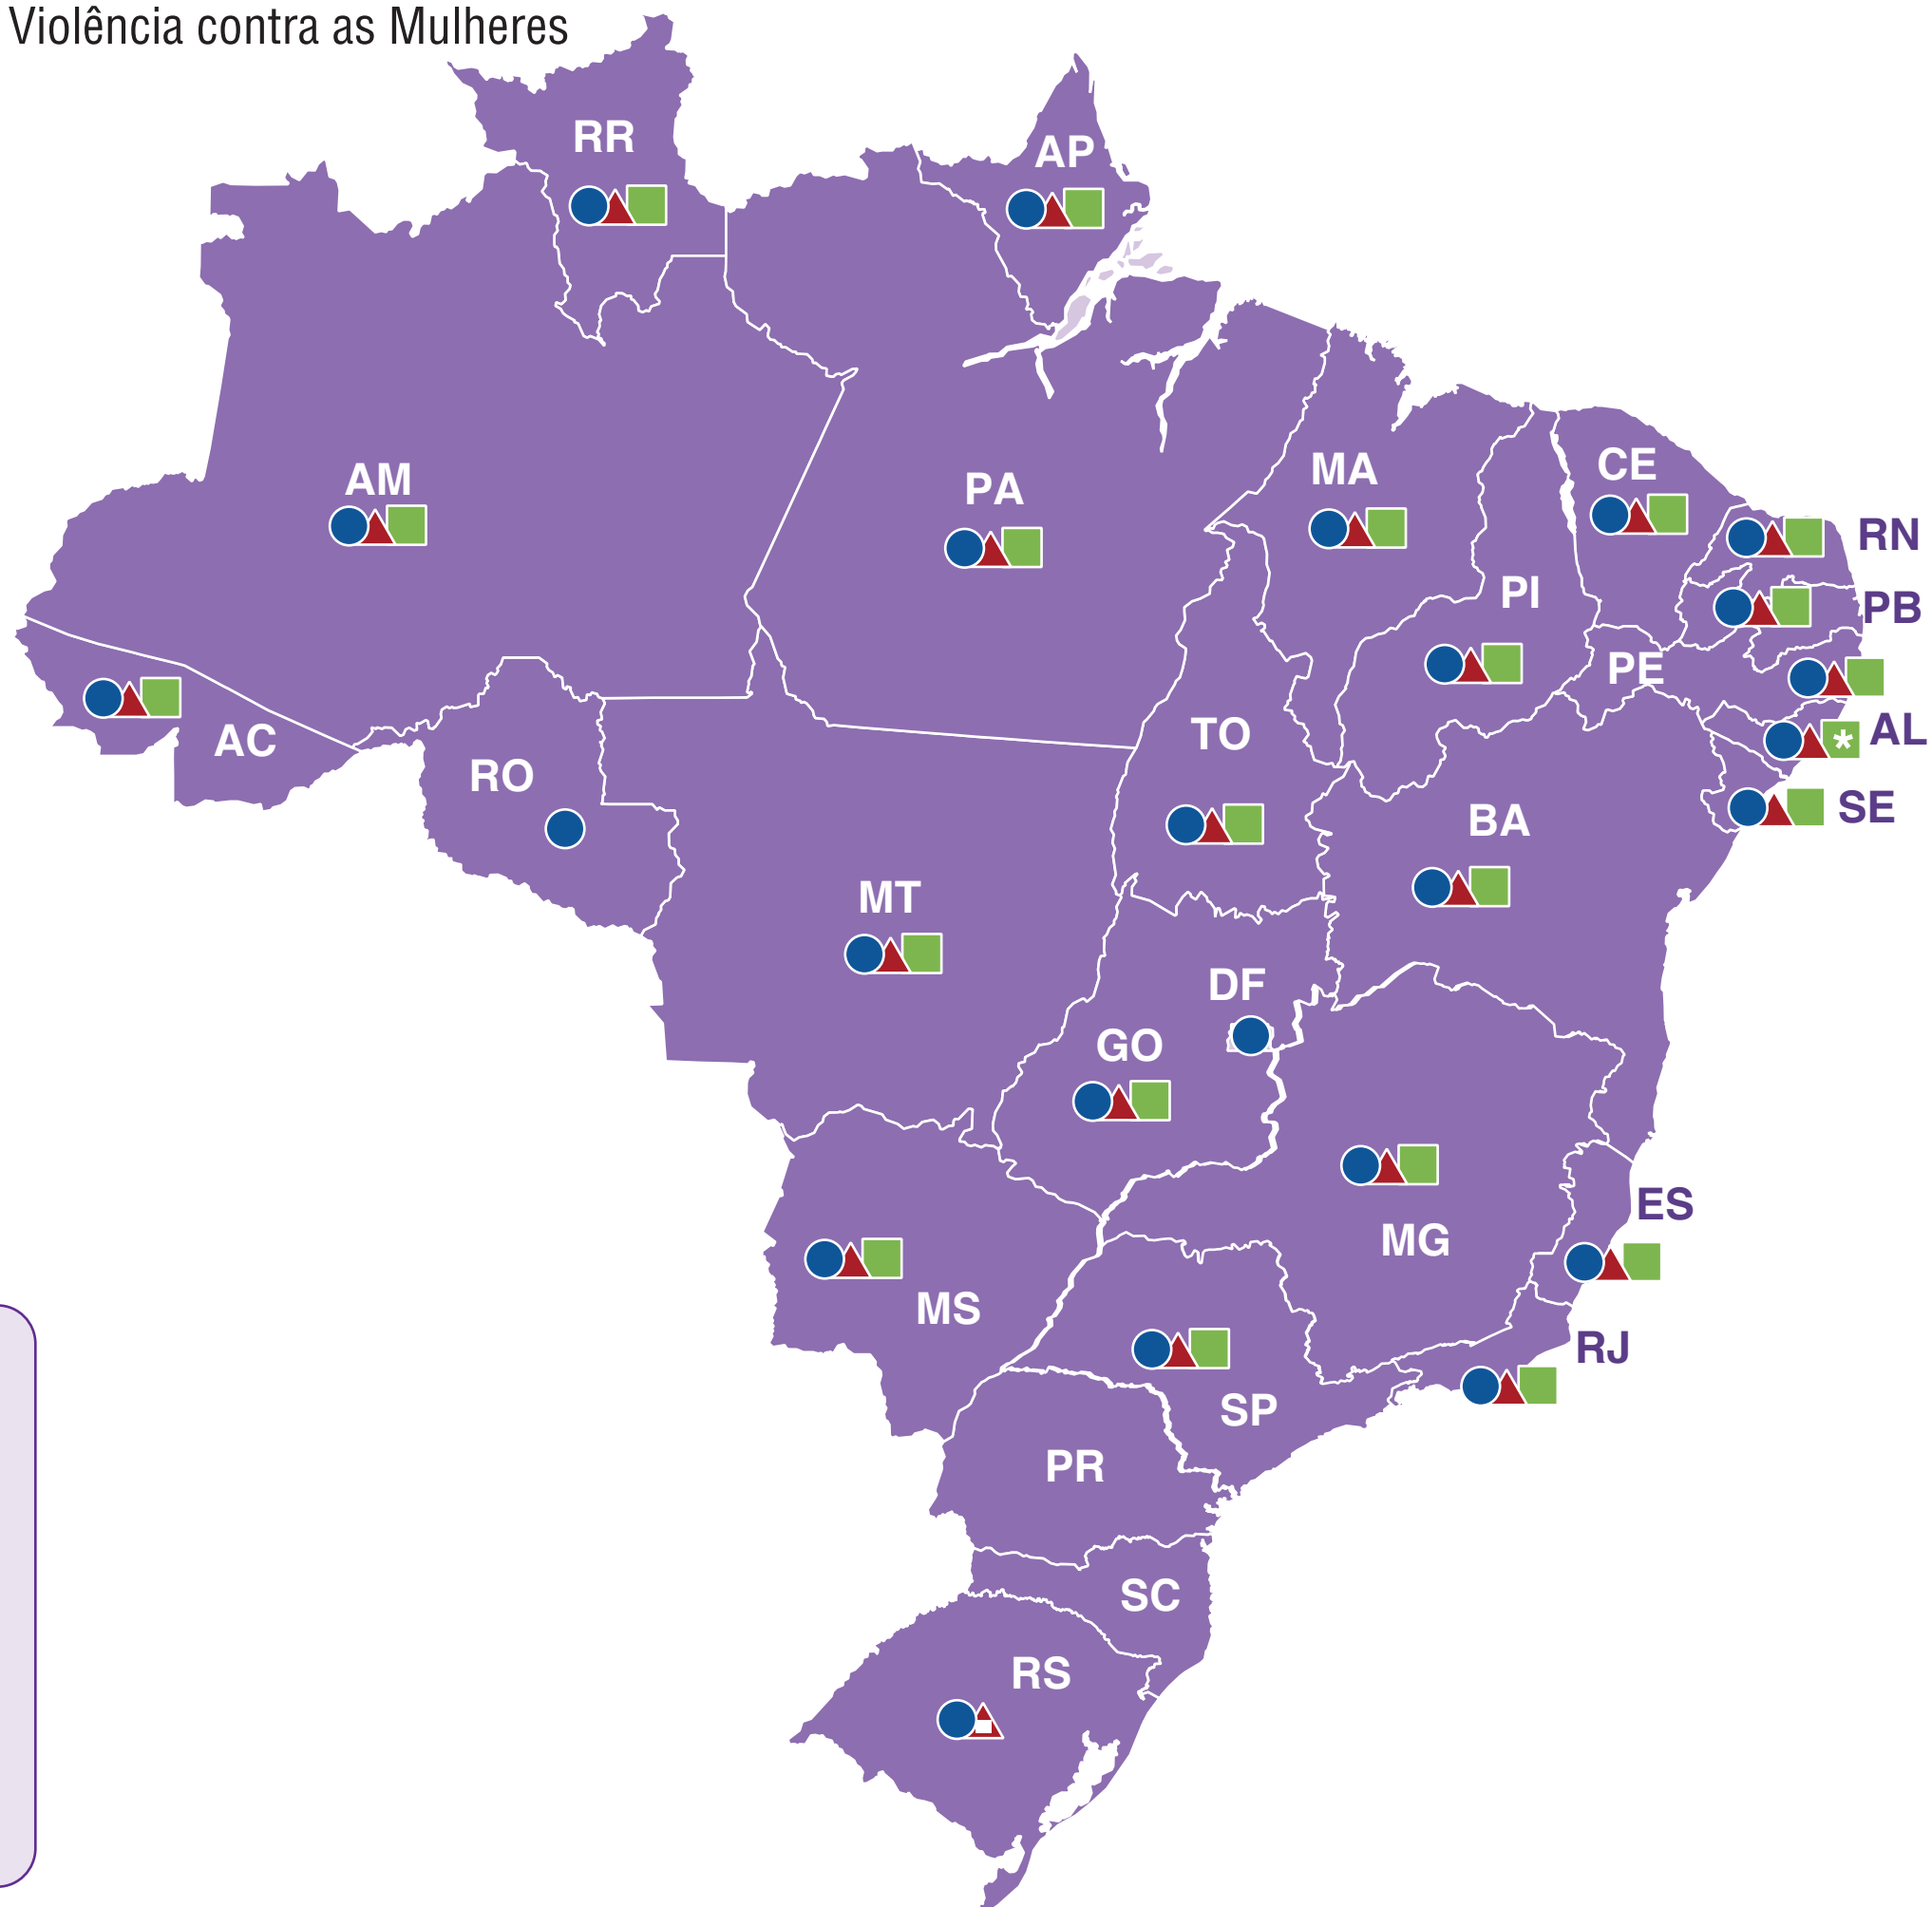 Violência contra as Mulheres
RR
AP
AM
PA
MA
CE
RN
PI
PB
PE
AC
TO
AL
*
RO
SE
BA
MT
DF
GO
ES
MG
MS
RJ
SP
PR
SC
RS